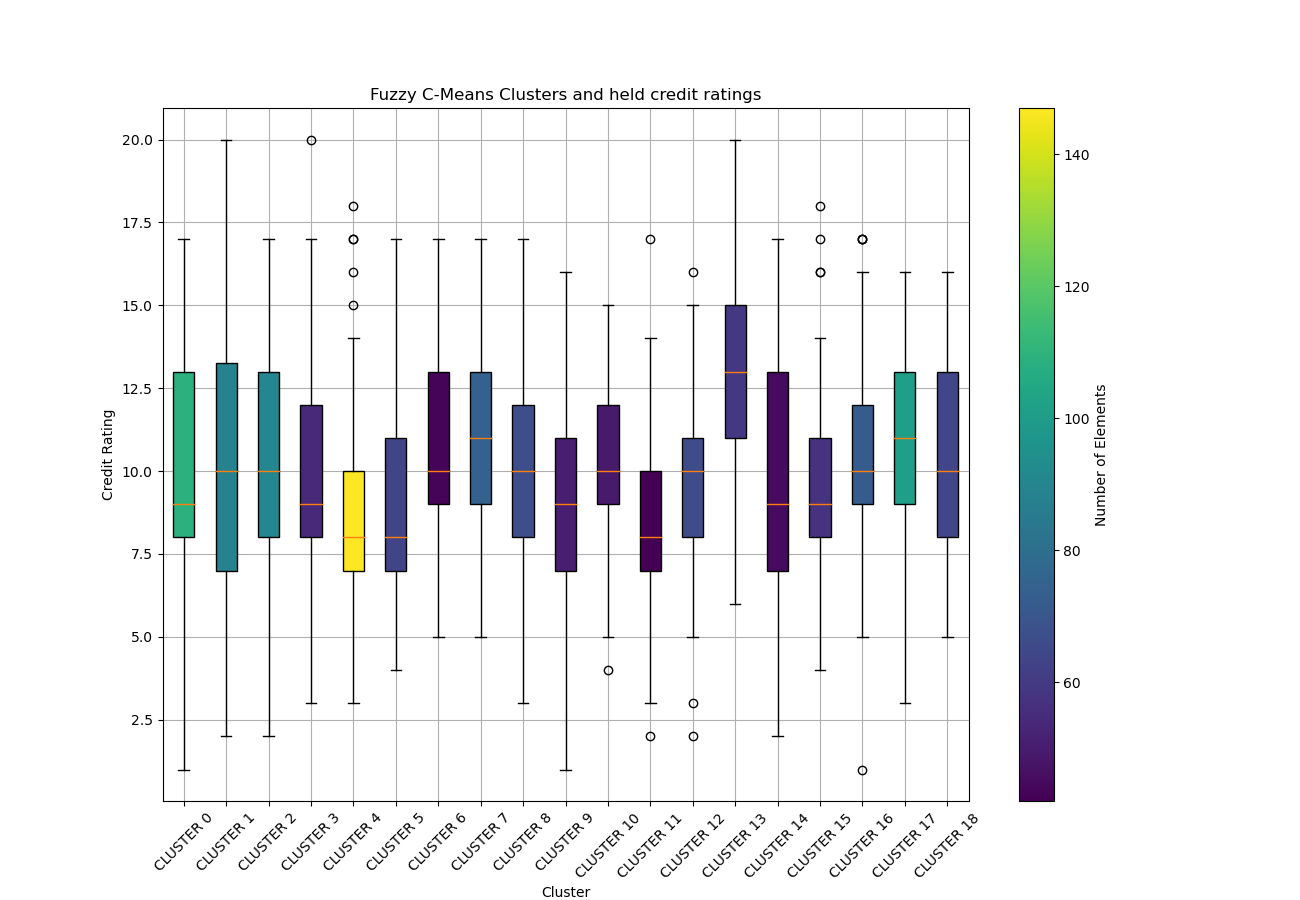 Fuzzy C-Means Clusters and held credit ratings
20.0
17.5
15.0
12.5
10.0
7.5
5.0
2.5
Credit Rating
CLUSTER 0
CLUSTER 1
CLUSTER 2
CLUSTER 3
CLUSTER 4
CLUSTER 5
CLUSTER 6
CLUSTER 7
CLUSTER 8
CLUSTER 9
CLUSTER 10
CLUSTER 11
CLUSTER 12
CLUSTER 13
CLUSTER 14
CLUSTER 15
CLUSTER 16
CLUSTER 17
CLUSTER 18
Cluster
140
120
100
80
60
Number of Elements